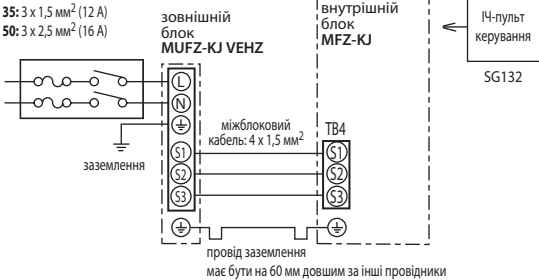 35: 3 x 1,5 мм² (12 A)
50: 3 x 2,5 мм² (16 A)
зовнішній
блок
MUFZ-KJ VEHZ
внутрішній
блок
MFZ-KJ
ІЧ-пульт
керування
SG132
L
N
заземлення
міжблоковий
кабель: 4 x 1,5 мм²
TB4
S1
S2
S3
S1
S2
S3
провід заземлення
має бути на 60 мм довшим за інші провідники